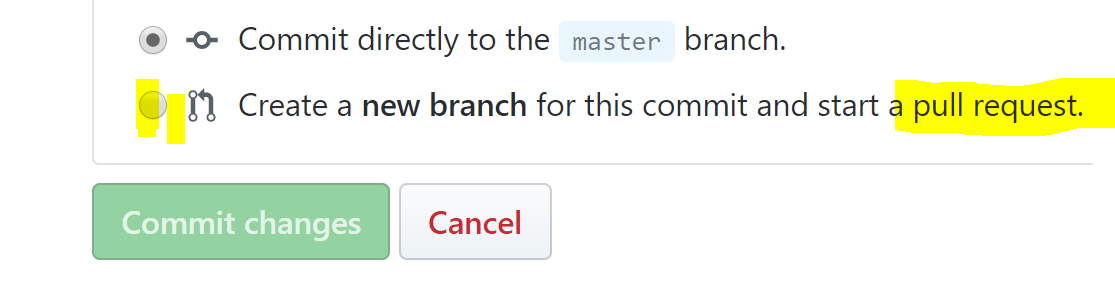 Commit directly to the master branch.
Create a new branch for this commit and start a pull request.
Commit changes Cancel